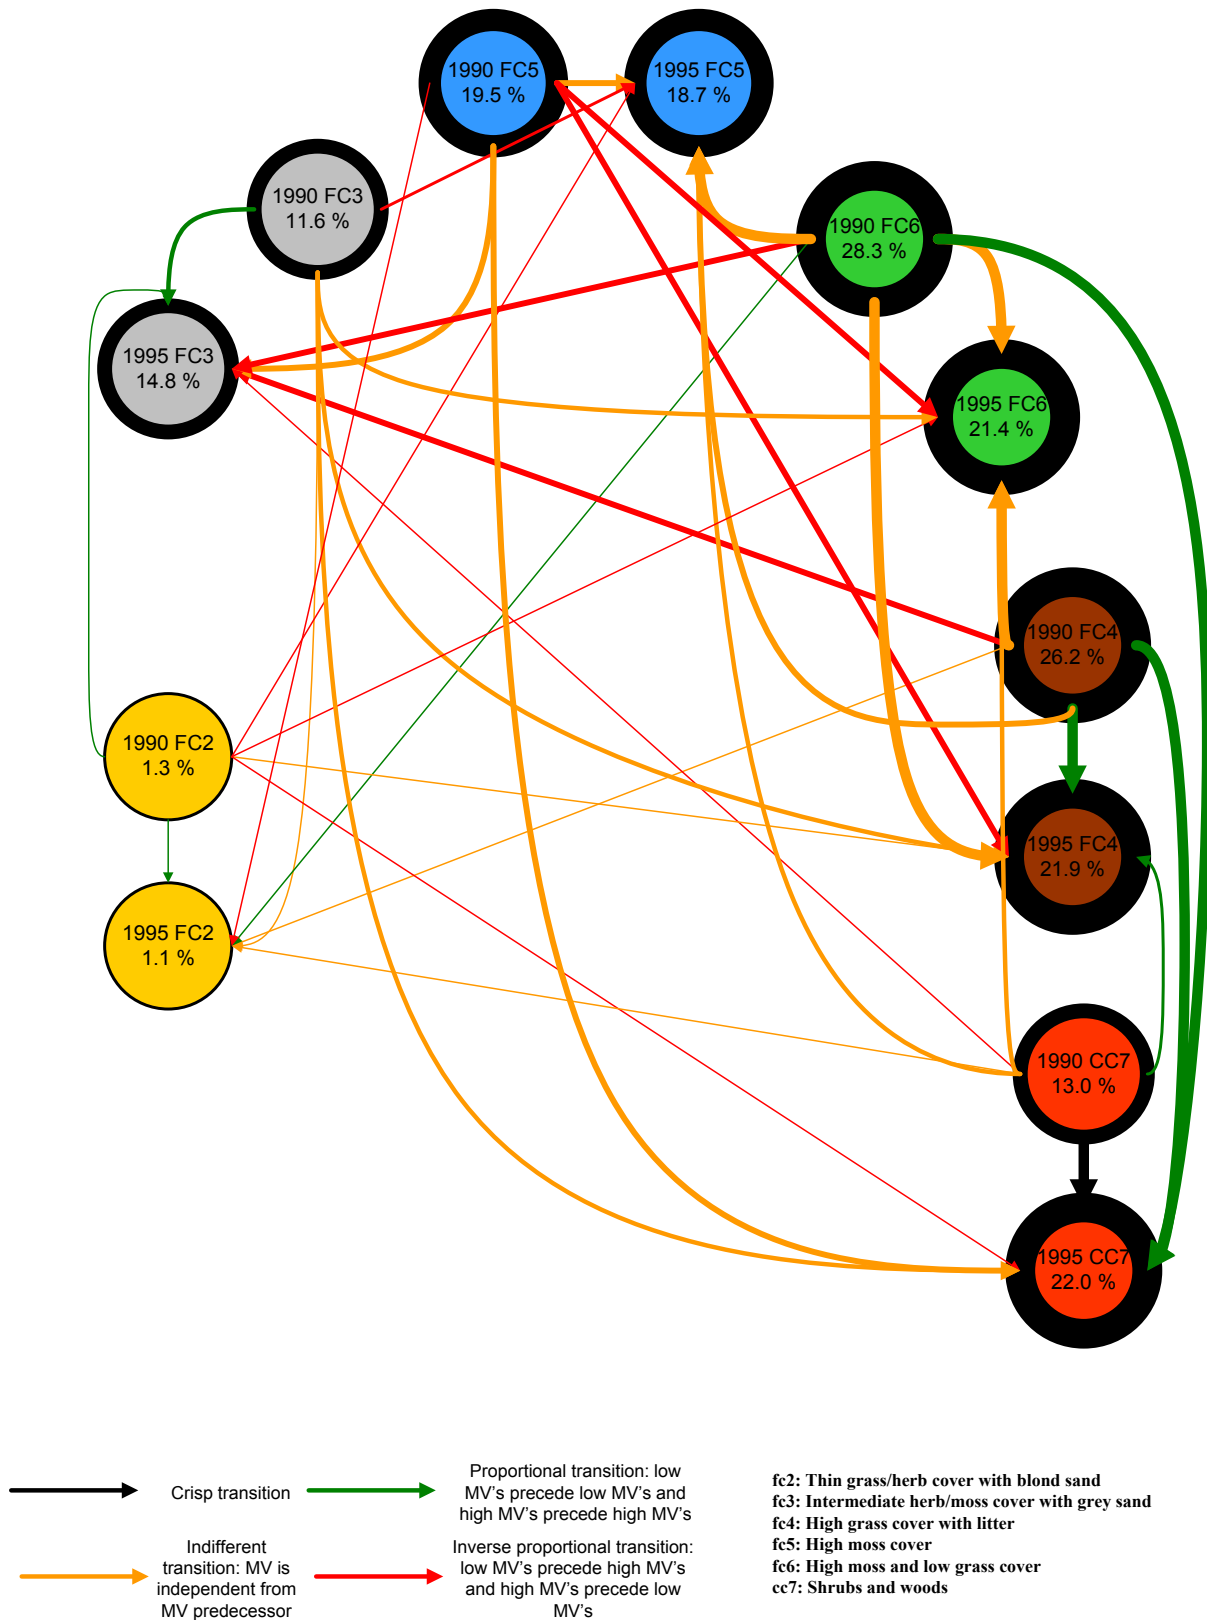 1990 FC5
19.5 %
1995 FC5
18.7 %
1990 FC3
11.6 %
1990 FC6
28.3 %
1995 FC3
14.8 %
1995 FC6
21.4 %
1990 FC4
26.2 %
1990 FC2
1.3 %
1995 FC4
21.9 %
1995 FC2
1.1 %
1990 CC7
13.0 %
1995 CC7
22.0 %
Crisp transition
Proportional transition: low
MV's precede low MV's and
high MV's precede high MV's
Indifferent
transition: MV is
independent from
MV predecessor
Inverse proportional transition:
low MV's precede high MV's
and high MV's precede low
MV's
fc2: Thin grass/herb cover with blond sand
fc3: Intermediate herb/moss cover with grey sand
fc4: High grass cover with litter
fc5: High moss cover
fc6: High moss and low grass cover
cc7: Shrubs and woods